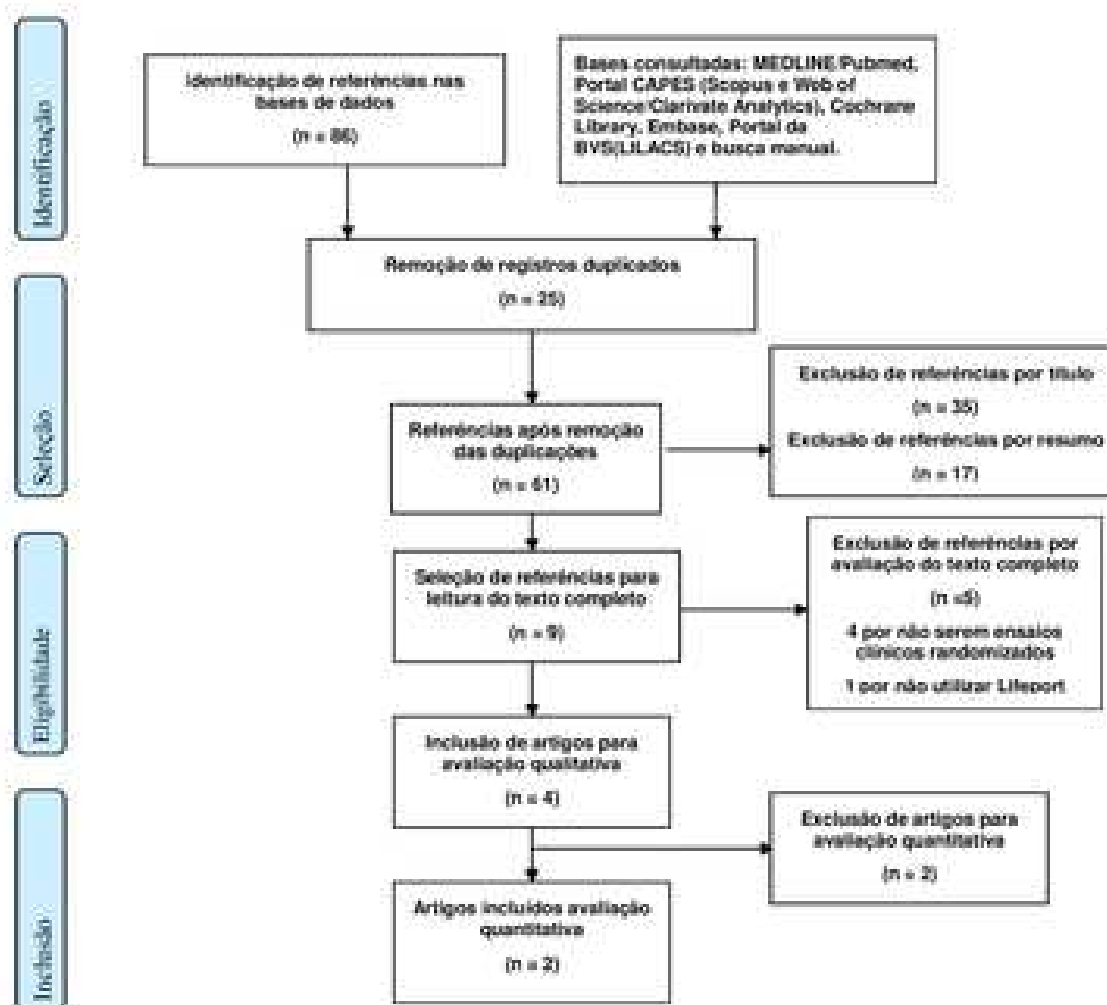 Identificação
Identificação de referências nas
bases de dados
(n = 86)
Bases consultadas: MEDLINE/Pubmed,
Portal CAPES (Scopus e Web of
Science/Clarivate Analytics), Cochrane
Library, Embase, Portal da
BVS(LILACS) e busca manual.
Remoção de registros duplicados
(n = 25)
Seleção
Referências após remoção
das duplicações
(n = 61)
Exclusão de referências por título
(n = 35)
Exclusão de referências por resumo
(n = 17)
Eligibilidade
Seleção de referências para
leitura do texto completo
(n = 9)
Exclusão de referências por
avaliação do texto completo
(n =5)
4 por não serem ensaios
clínicos randomizados
1 por não utilizar Lifeport
Inclusão de artigos para
avaliação qualitativa
(n = 4)
Inclusão
Exclusão de artigos para
avaliação quantitativa
(n = 2)
Artigos incluídos avaliação
quantitativa
(n = 2)